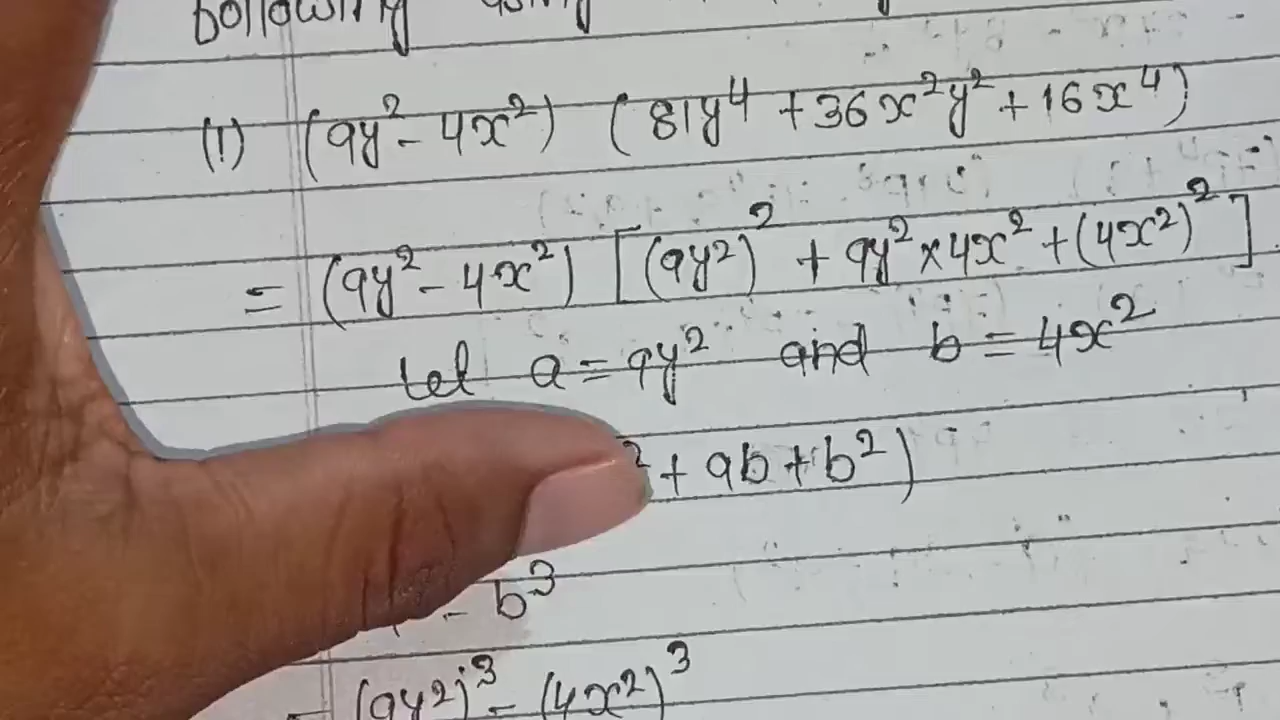 (1) (9y² - 4x²) (81y⁴ + 36x²y² + 16x⁴)
= (9y² - 4x²) [(9y²)² + 9y² × 4x² + (4x²)²]
Let a = 9y² and b = 4x²
² + ab + b²)
- b³
= (9y²)³ - (4x²)³